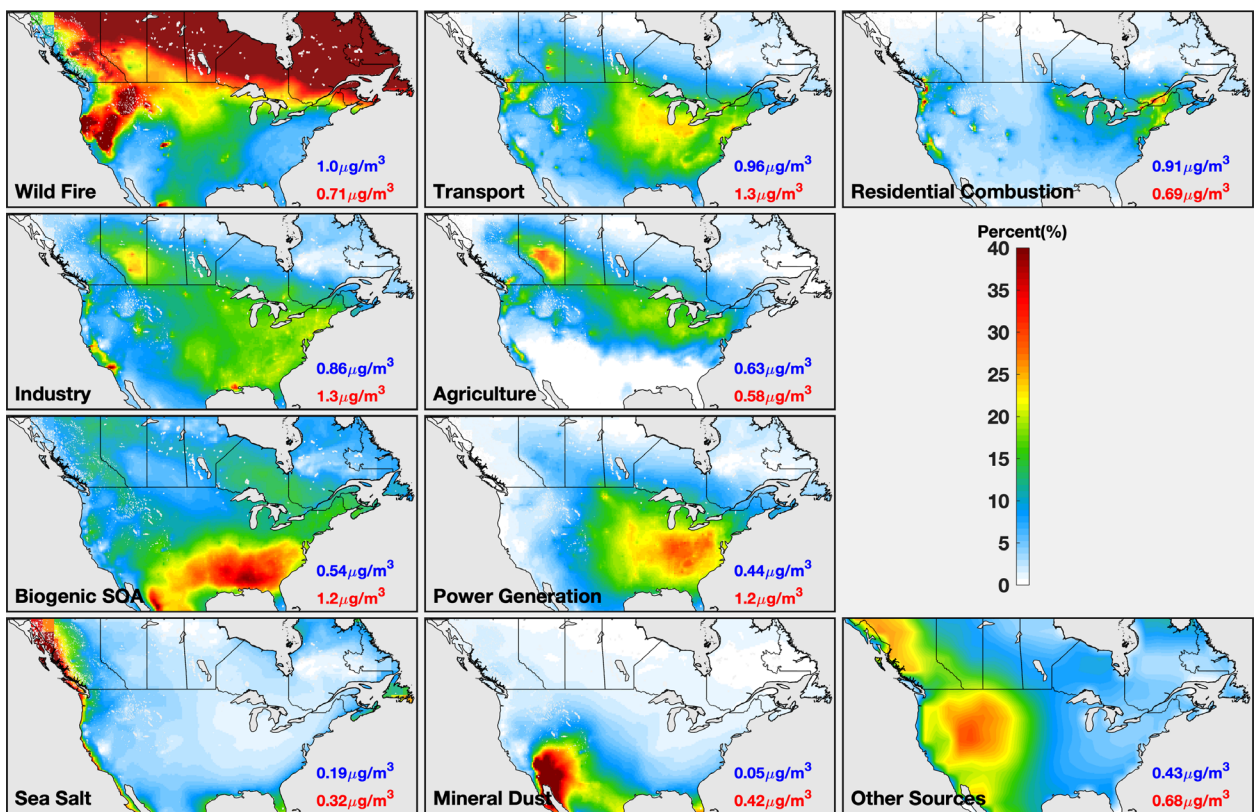 1.0μg/m³
Wild Fire
0.71μg/m³
0.96μg/m³
Transport
1.3μg/m³
0.91μg/m³
Residential Combustion
0.69μg/m³
0.86μg/m³
Industry
1.3μg/m³
0.63μg/m³
Agriculture
0.58μg/m³
Percent(%)
40
35
30
25
20
15
10
5
0
0.54μg/m³
Biogenic SOA
1.2μg/m³
0.44μg/m³
Power Generation
1.2μg/m³
0.19μg/m³
Sea Salt
0.32μg/m³
0.05μg/m³
Mineral Dust
0.42μg/m³
0.43μg/m³
Other Sources
0.68μg/m³